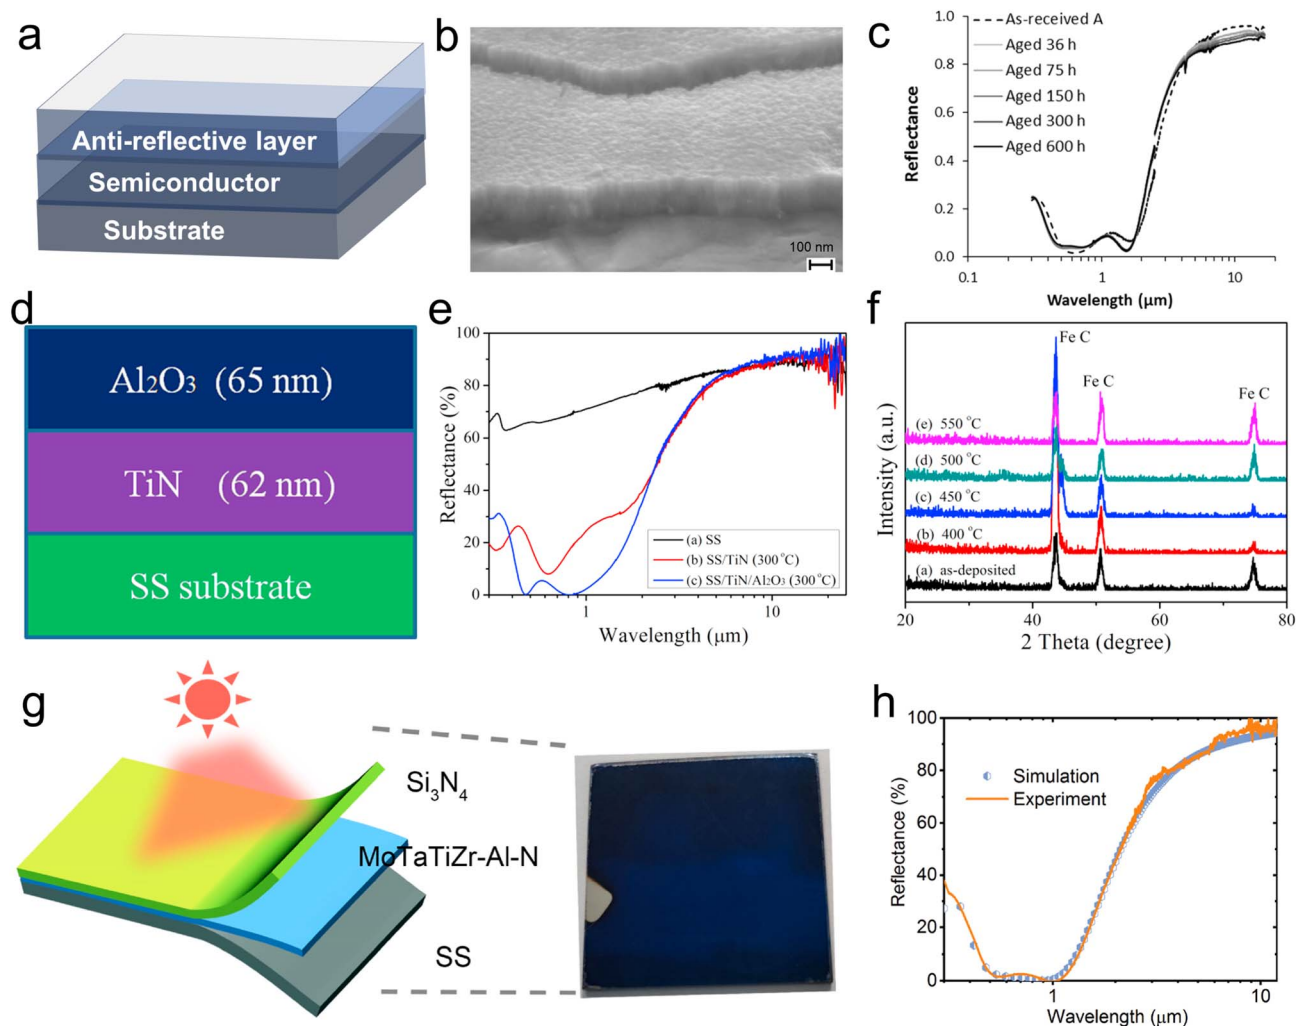 a
Anti-reflective layer
Semiconductor
Substrate
b
100 nm
c
1.0
0.8
0.6
0.4
0.2
0.0
Reflectance
As-received A
Aged 36 h
Aged 75 h
Aged 150 h
Aged 300 h
Aged 600 h
0.1
1
10
Wavelength (μm)
d
Al₂O₃ (65 nm)
TiN (62 nm)
SS substrate
e
100
80
60
40
20
0
Reflectance (%)
(a) SS
(b) SS/TiN (300 °C)
(c) SS/TiN/Al₂O₃ (300 °C)
1
10
Wavelength (μm)
f
Fe C
Fe C
Fe C
Intensity (a.u.)
(e) 550 °C
(d) 500 °C
(c) 450 °C
(b) 400 °C
(a) as-deposited
20
40
60
80
2 Theta (degree)
g
Si₃N₄
MoTaTiZr-Al-N
SS
h
100
80
60
40
20
0
Reflectance (%)
Simulation
Experiment
1
10
Wavelength (μm)